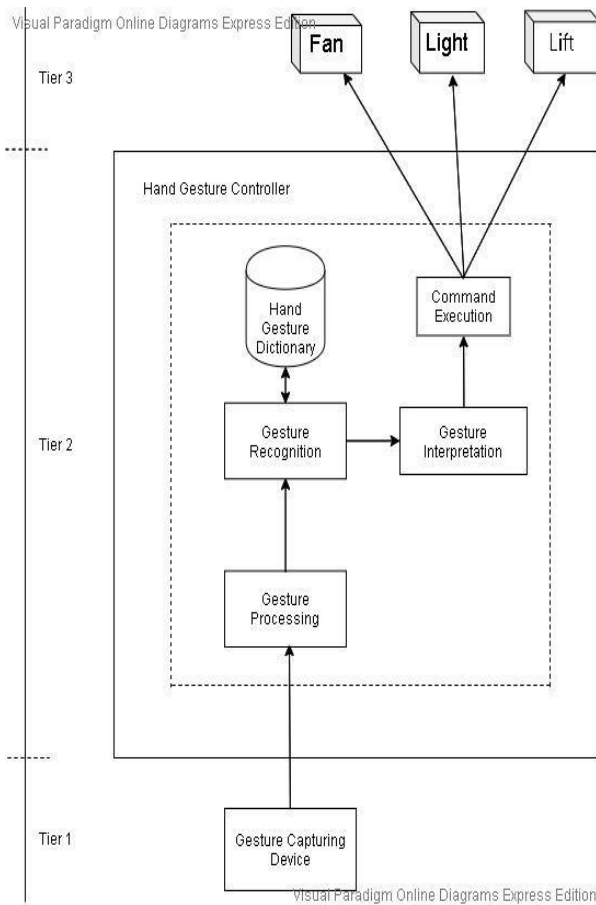 Visual Paradigm Online Diagrams Express Edition
Fan
Light
Lift
Tier 3
Hand Gesture Controller
Hand
Gesture
Dictionary
Command
Execution
Tier 2
Gesture
Recognition
Gesture
Interpretation
Gesture
Processing
Tier 1
Gesture Capturing
Device
Visual Paradigm Online Diagrams Express Edition